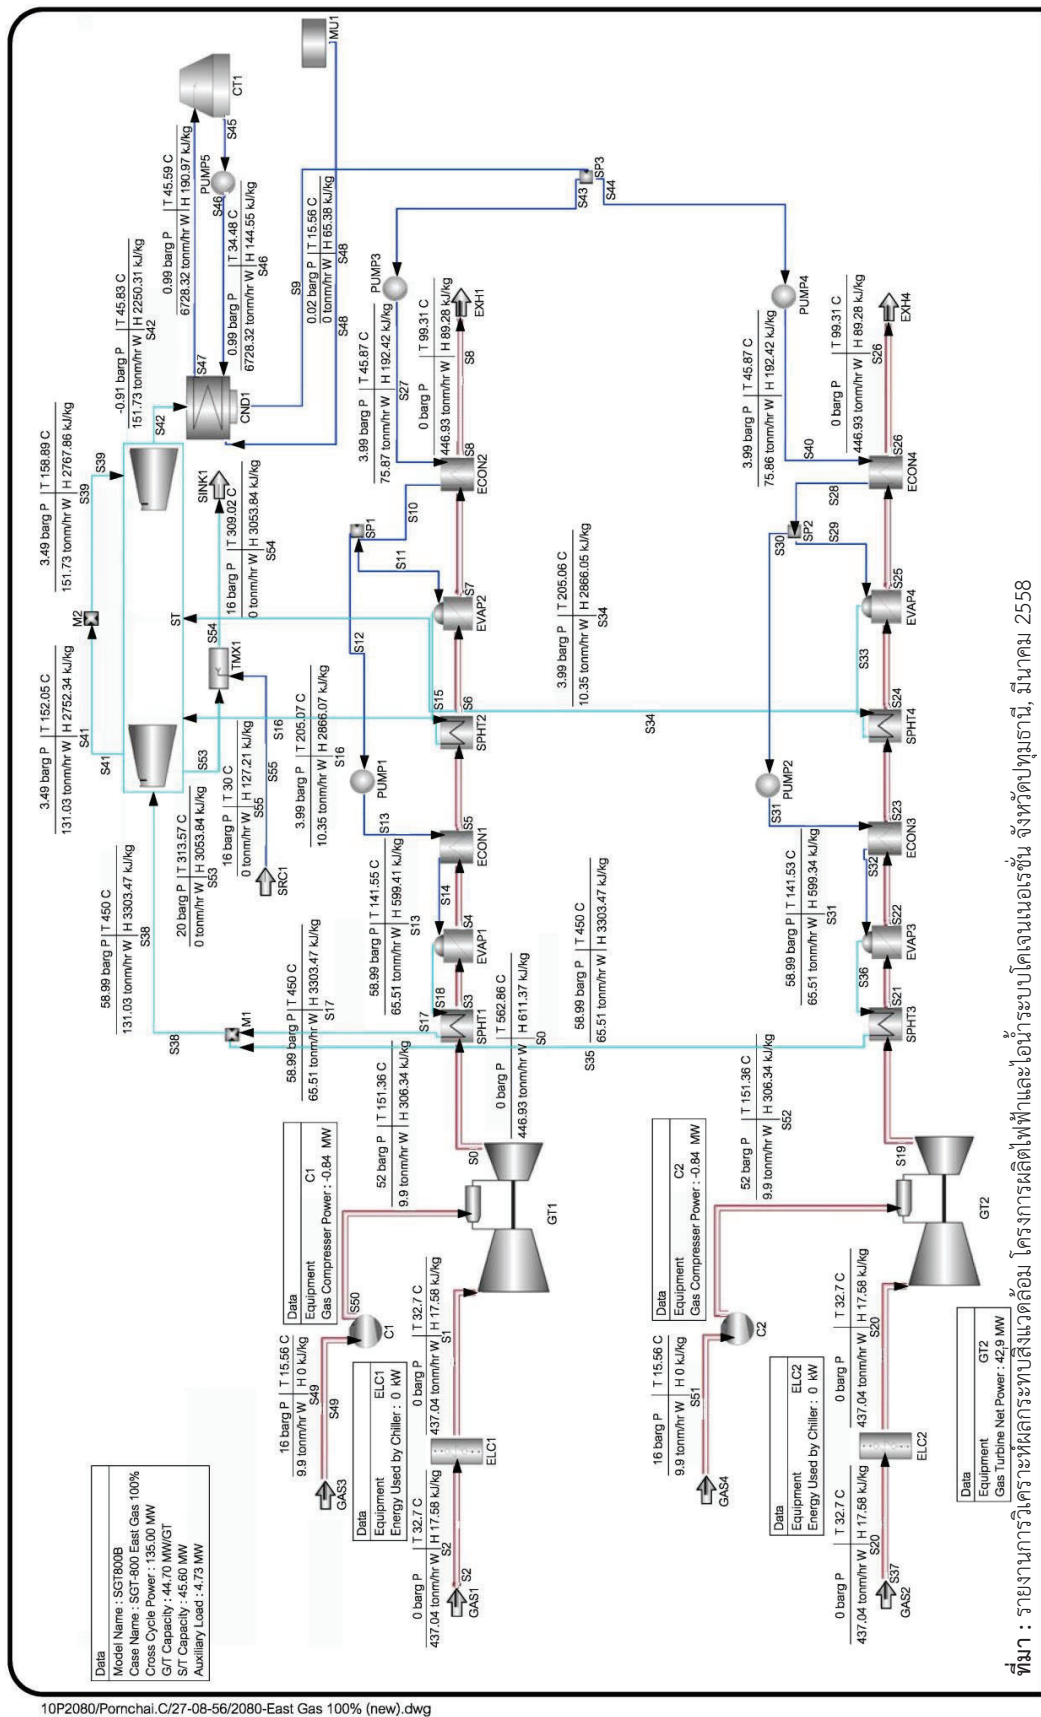 Data
Model Name : SGT800B
Case Name : SGT-800 East Gas 100%
Cross Cycle Power : 135.00 MW
G/T Capacity : 44.70 MW/GT
S/T Capacity : 45.60 MW
Auxiliary Load : 4.73 MW
58.99 barg P T 450 C
131.03 tonm/hr W H 3303.47 kJ/kg
S38
S38
M1
3.49 barg P T 152.05 C
131.03 tonm/hr W H 2752.34 kJ/kg
S41
S41
M2
3.49 barg P T 158.89 C
151.73 tonm/hr W H 2767.86 kJ/kg
S39
S39
-0.91 barg P T 45.83 C
151.73 tonm/hr W H 2250.31 kJ/kg
S42
S42
ST
0.99 barg P T 45.59 C
6728.32 tonm/hr W H 190.97 kJ/kg
S47
CND1
CT1
S45
PUMP5
S46
0.99 barg P T 34.48 C
6728.32 tonm/hr W H 144.55 kJ/kg
S46
MU1
S9
0.02 barg P T 15.56 C
0 tonm/hr W H 65.38 kJ/kg
S48
S48
20 barg P T 313.57 C
0 tonm/hr W H 3053.84 kJ/kg
S53
S53
TMX1
S54
16 barg P T 309.02 C
0 tonm/hr W H 3053.84 kJ/kg
S54
SINK1
16 barg P T 30 C
0 tonm/hr W H 127.21 kJ/kg
S55
S55
SRC1
S16
3.99 barg P T 205.07 C
10.35 tonm/hr W H 2866.07 kJ/kg
S16
58.99 barg P T 450 C
65.51 tonm/hr W H 3303.47 kJ/kg
S17
S17
S18
SPHT1
S3
EVAP1
S4
S14
ECON1
S5
S13
PUMP1
58.99 barg P T 141.55 C
65.51 tonm/hr W H 599.41 kJ/kg
S13
SPHT2
S6
S15
EVAP2
S7
S12
S11
SP1
S10
ECON2
S8
S8
EXH1
PUMP3
3.99 barg P T 45.87 C
75.87 tonm/hr W H 192.42 kJ/kg
S27
0 barg P T 99.31 C
446.93 tonm/hr W H 89.28 kJ/kg
S43
SP3
S44
16 barg P T 15.56 C
9.9 tonm/hr W H 0 kJ/kg
S49
S49
GAS3
C1
S50
Data
Equipment C1
Gas Compresser Power : -0.84 MW
52 barg P T 151.36 C
9.9 tonm/hr W H 306.34 kJ/kg
Data
Equipment ELC1
Energy Used by Chiller : 0 kW
0 barg P T 32.7 C
437.04 tonm/hr W H 17.58 kJ/kg
S2
S2
GAS1
ELC1
0 barg P T 32.7 C
437.04 tonm/hr W H 17.58 kJ/kg
S1
GT1
S0
0 barg P T 562.86 C
446.93 tonm/hr W H 611.37 kJ/kg
S0
58.99 barg P T 450 C
65.51 tonm/hr W H 3303.47 kJ/kg
S35
3.99 barg P T 205.06 C
10.35 tonm/hr W H 2866.05 kJ/kg
S34
S34
16 barg P T 15.56 C
9.9 tonm/hr W H 0 kJ/kg
S51
GAS4
C2
Data
Equipment C2
Gas Compresser Power : -0.84 MW
52 barg P T 151.36 C
9.9 tonm/hr W H 306.34 kJ/kg
S52
Data
Equipment ELC2
Energy Used by Chiller : 0 kW
0 barg P T 32.7 C
437.04 tonm/hr W H 17.58 kJ/kg
S20
S37
GAS2
ELC2
0 barg P T 32.7 C
437.04 tonm/hr W H 17.58 kJ/kg
S20
GT2
S19
Data
Equipment GT2
Gas Turbine Net Power : 42.9 MW
SPHT3
S21
S36
EVAP3
S22
S32
ECON3
S23
S31
PUMP2
58.99 barg P T 141.53 C
65.51 tonm/hr W H 599.34 kJ/kg
S31
SPHT4
S24
S33
EVAP4
S25
S30
SP2
S29
S28
ECON4
S26
S40
PUMP4
3.99 barg P T 45.87 C
75.86 tonm/hr W H 192.42 kJ/kg
0 barg P T 99.31 C
446.93 tonm/hr W H 89.28 kJ/kg
S26
EXH4
ที่มา : รายงานการวิเคราะห์ผลกระทบสิ่งแวดล้อม โครงการผลิตไฟฟ้าและไอน้ำระบบโคเจนเนอเรชั่น จังหวัดปทุมธานี, มีนาคม 2558
10P2080/Pornchai.C/27-08-56/2080-East Gas 100% (new).dwg